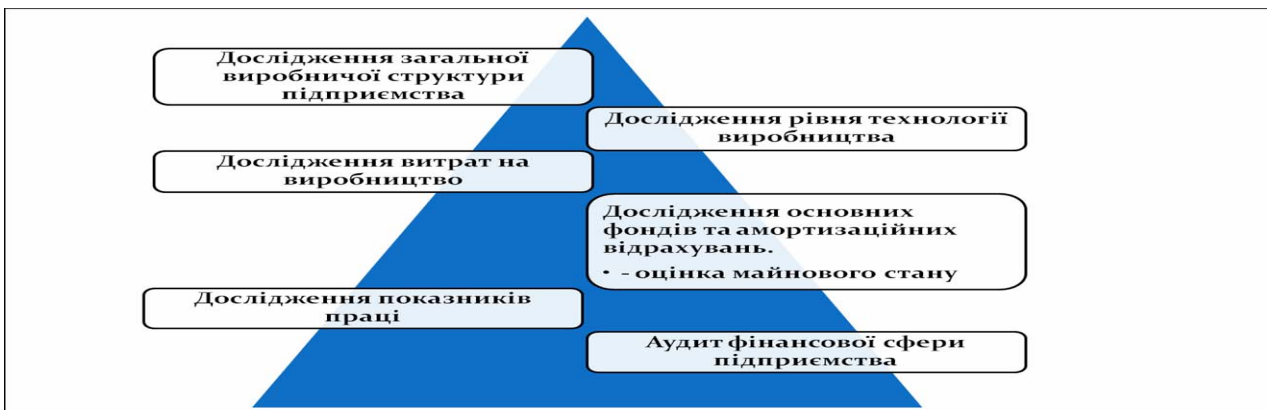 Дослідження загальної
виробничої структури
підприємства
Дослідження рівня технології
виробництва
Дослідження витрат на
виробництво
Дослідження основних
фондів та амортизаційних
відрахувань.
• - оцінка майнового стану
Дослідження показників
праці
Аудит фінансової сфери
підприємства